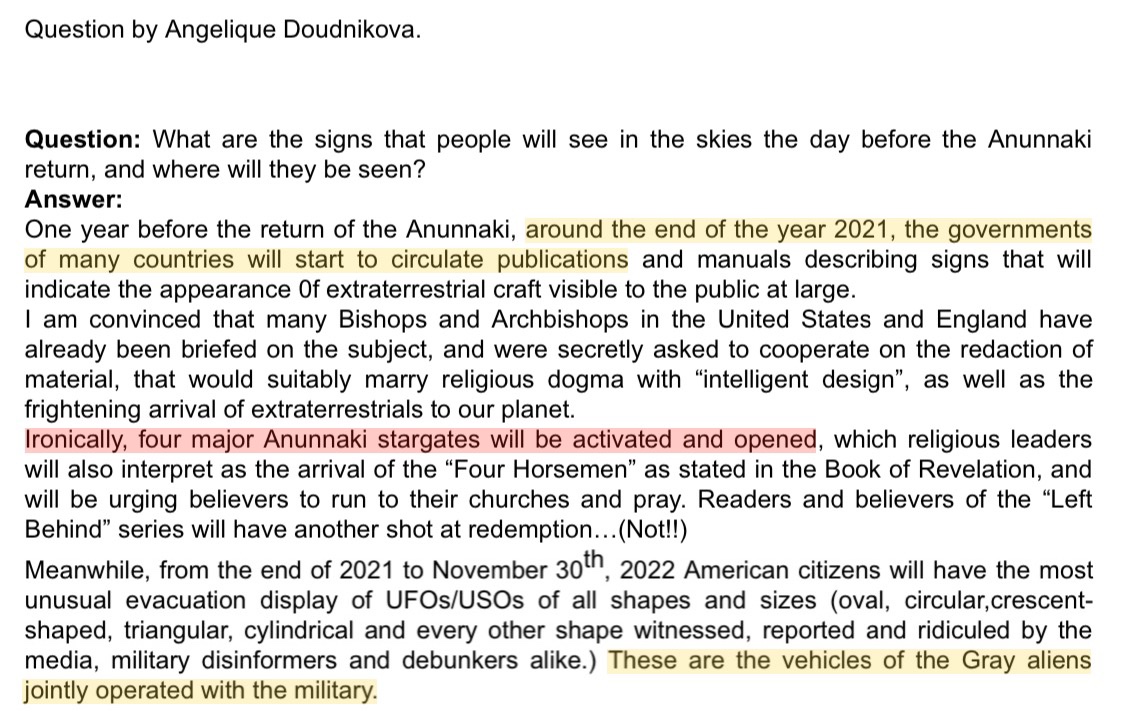 Question by Angelique Doudnikova.
Question: What are the signs that people will see in the skies the day before the Anunnaki
return, and where will they be seen?
Answer:
One year before the return of the Anunnaki, around the end of the year 2021, the governments
of many countries will start to circulate publications and manuals describing signs that will
indicate the appearance 0f extraterrestrial craft visible to the public at large.
I am convinced that many Bishops and Archbishops in the United States and England have
already been briefed on the subject, and were secretly asked to cooperate on the redaction of
material, that would suitably marry religious dogma with “intelligent design”, as well as the
frightening arrival of extraterrestrials to our planet.
Ironically, four major Anunnaki stargates will be activated and opened, which religious leaders
will also interpret as the arrival of the “Four Horsemen” as stated in the Book of Revelation, and
will be urging believers to run to their churches and pray. Readers and believers of the “Left
Behind” series will have another shot at redemption…(Not!!)
Meanwhile, from the end of 2021 to November 30th, 2022 American citizens will have the most
unusual evacuation display of UFOs/USOs of all shapes and sizes (oval, circular,crescent-
shaped, triangular, cylindrical and every other shape witnessed, reported and ridiculed by the
media, military disinformers and debunkers alike.) These are the vehicles of the Gray aliens
jointly operated with the military.